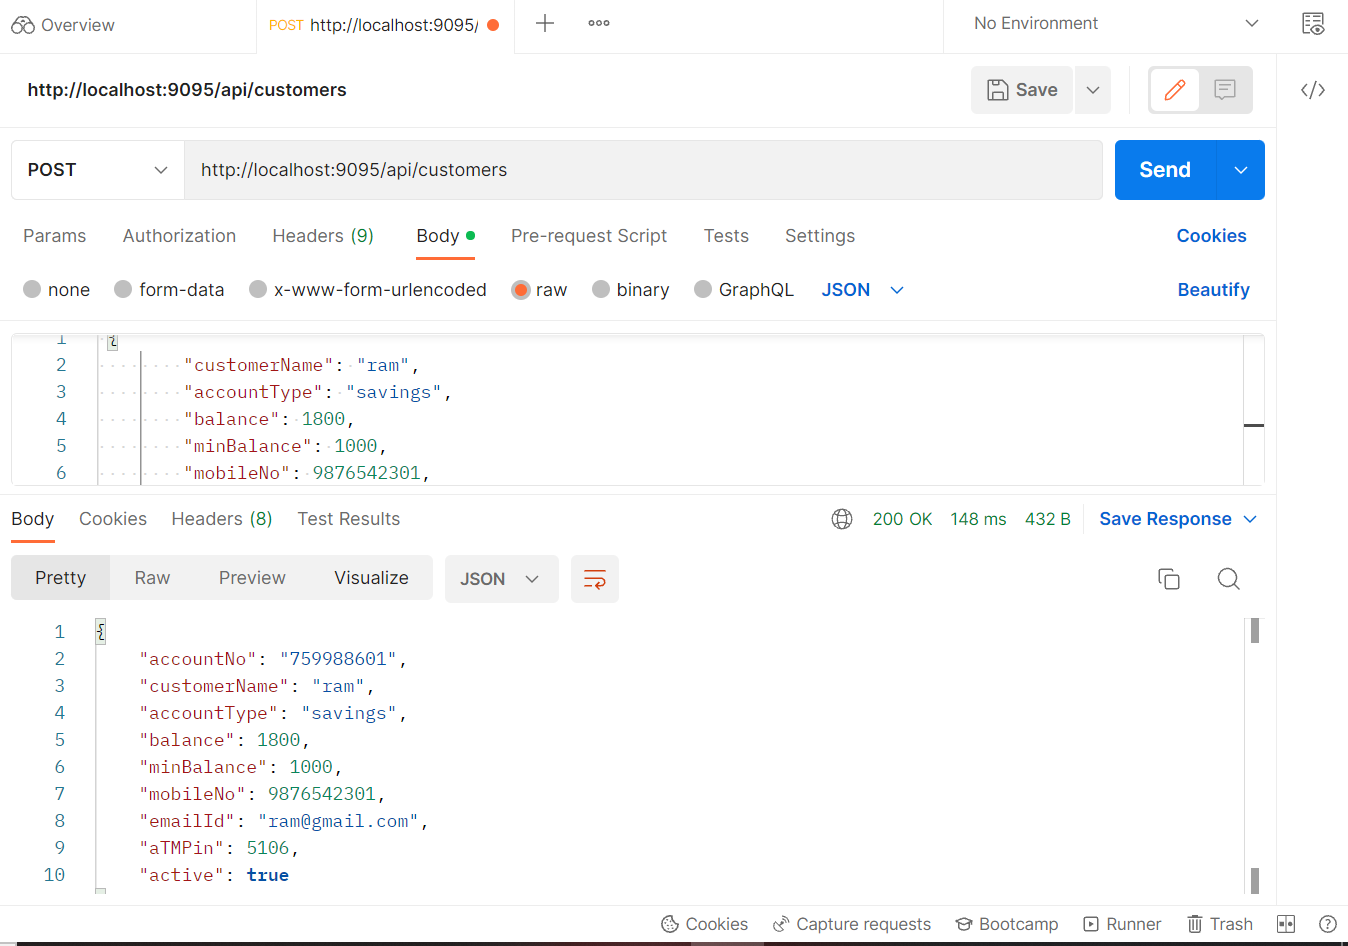 Overview
POST http://localhost:9095/
No Environment
http://localhost:9095/api/customers
Save
POST
http://localhost:9095/api/customers
Send
Params Authorization Headers (9) Body Pre-request Script Tests Settings Cookies
none form-data x-www-form-urlencoded raw binary GraphQL JSON Beautify
1 {
2 "customerName": "ram",
3 "accountType": "savings",
4 "balance": 1800,
5 "minBalance": 1000,
6 "mobileNo": 9876542301,
Body Cookies Headers (8) Test Results 200 OK 148 ms 432 B Save Response
Pretty Raw Preview Visualize JSON
1 {
2 "accountNo": "759988601",
3 "customerName": "ram",
4 "accountType": "savings",
5 "balance": 1800,
6 "minBalance": 1000,
7 "mobileNo": 9876542301,
8 "emailId": "ram@gmail.com",
9 "aTMPin": 5106,
10 "active": true
Cookies Capture requests Bootcamp Runner Trash